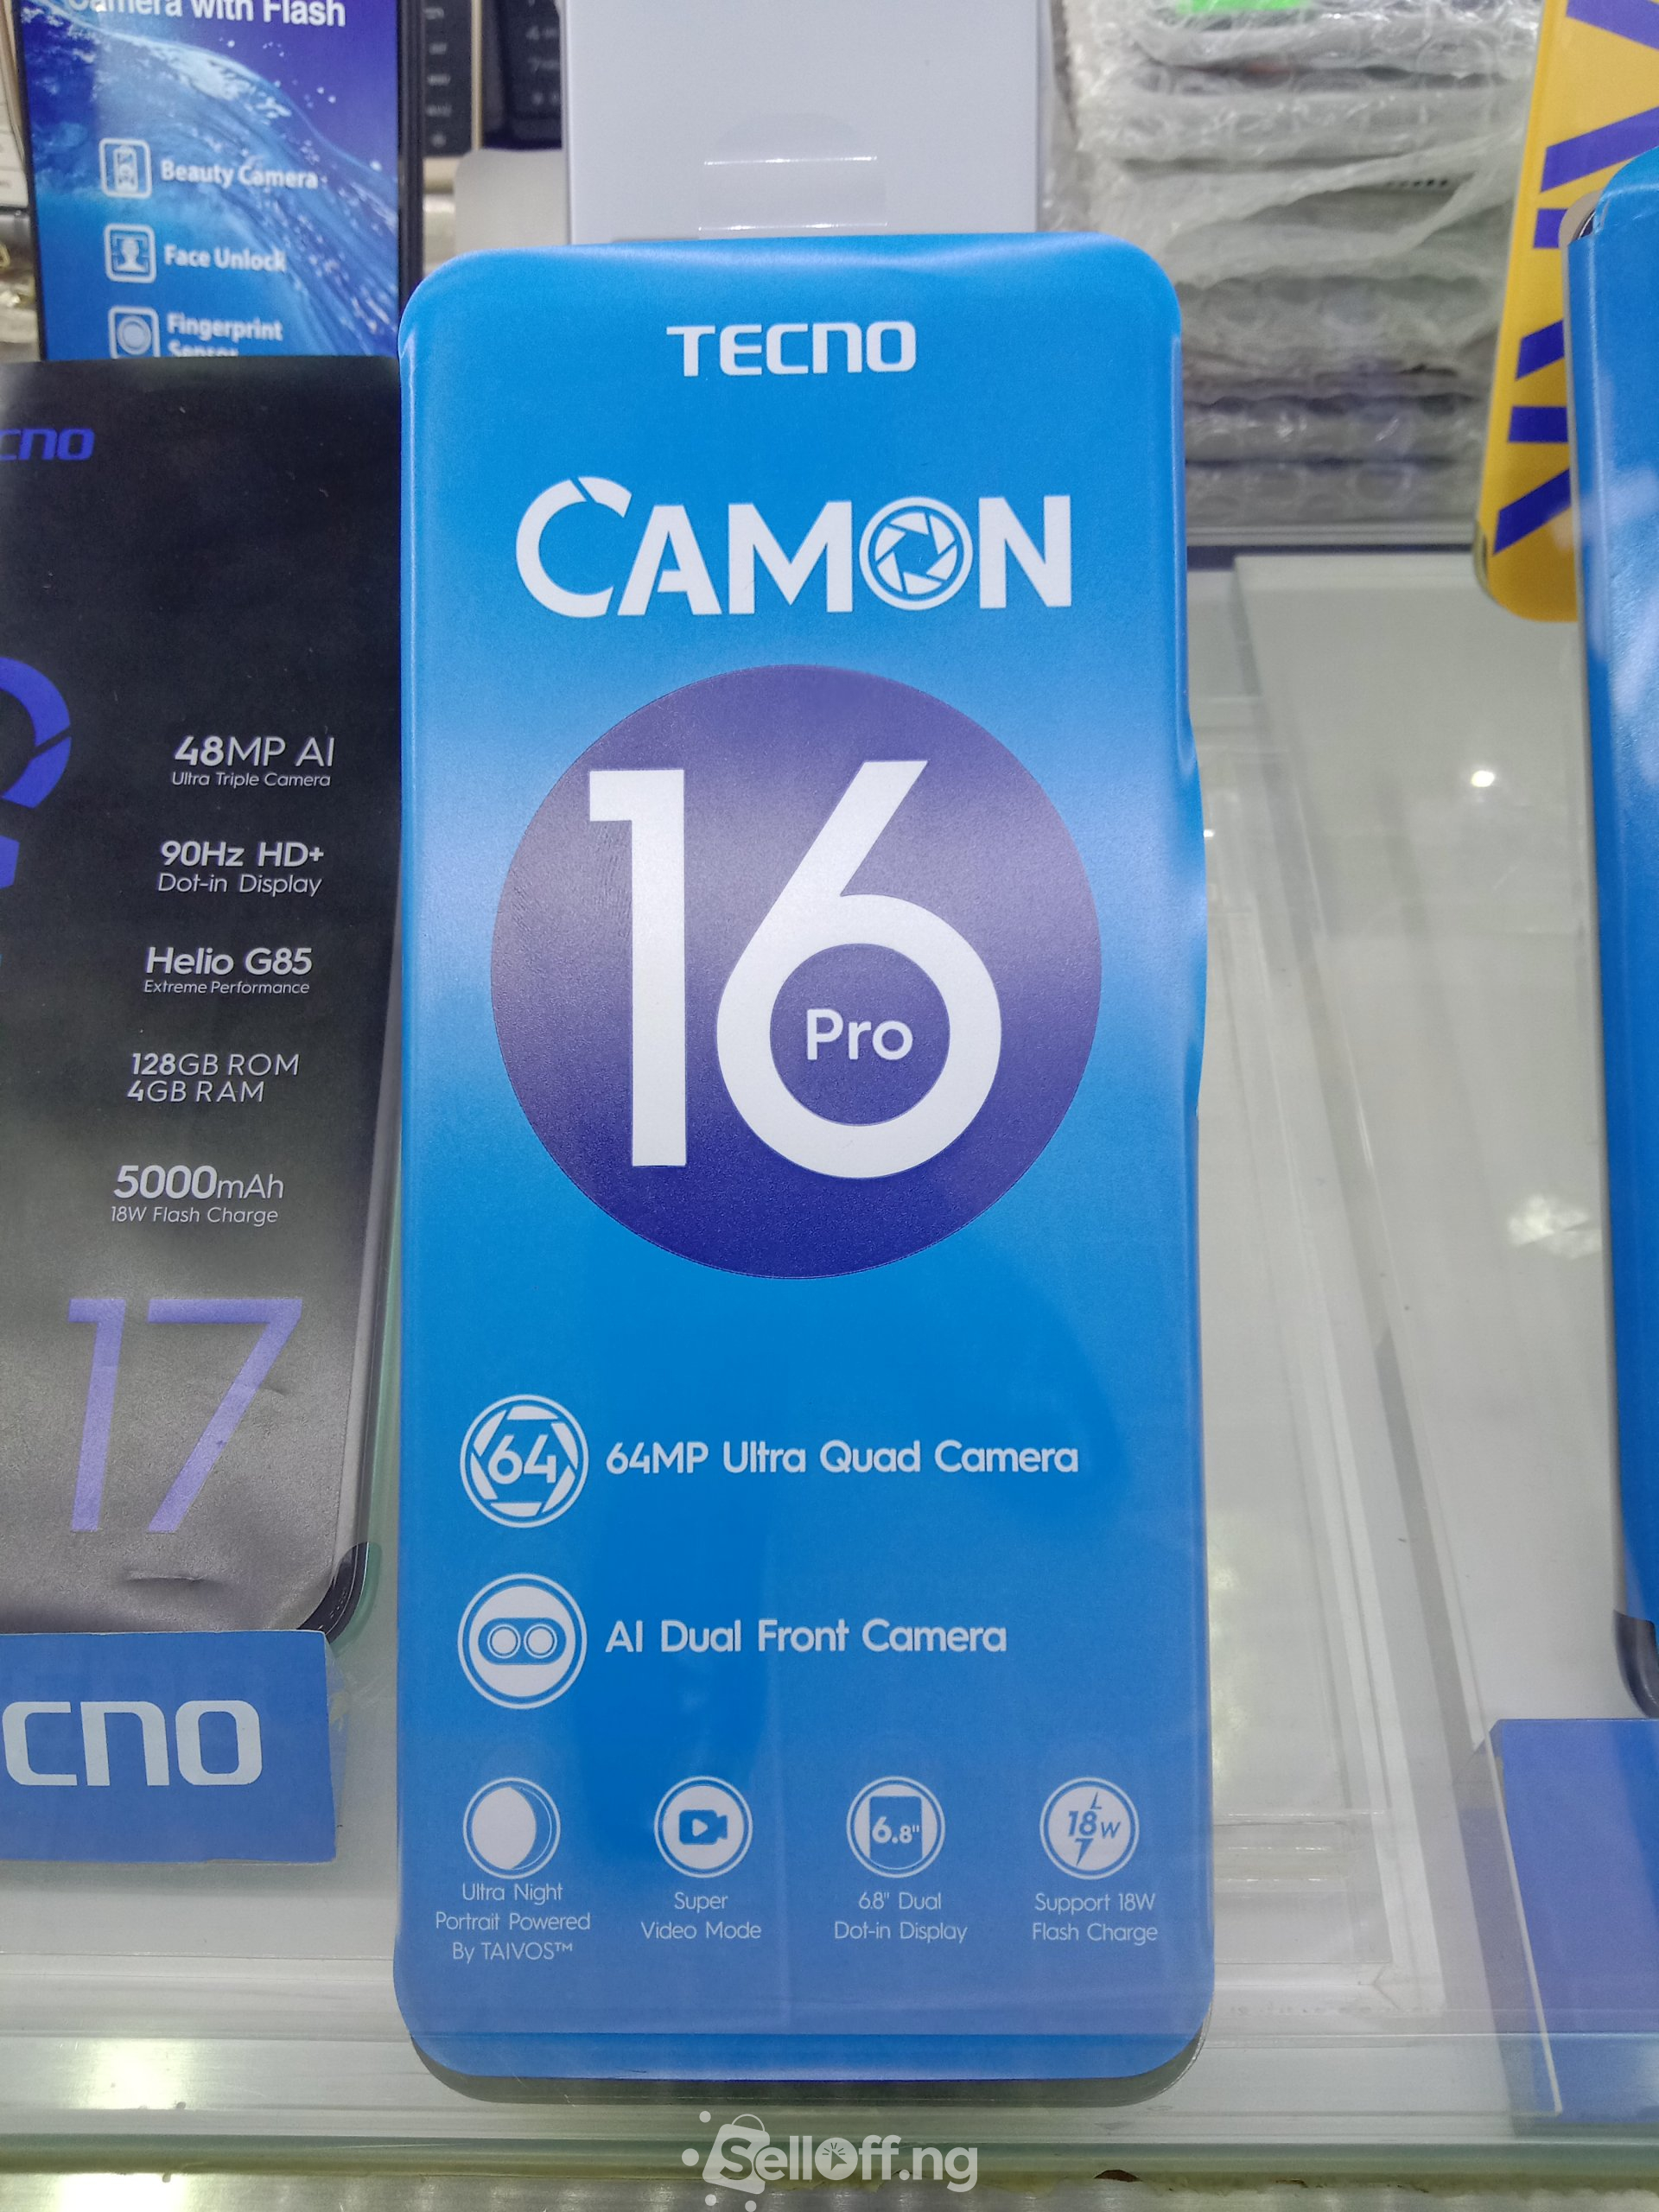 Camera with Flash
Beauty Camera
Face Unlock
Fingerprint
Sensor
CNO
48MP AI
Ultra Triple Camera
90Hz HD+
Dot-in Display
Helio G85
Extreme Performance
128GB ROM
4GB RAM
5000mAh
18W Flash Charge
17
CNO
TECNO
CAMON
16
Pro
64
64MP Ultra Quad Camera
AI Dual Front Camera
6.8"
18W
Ultra Night
Portrait Powered
By TAIVOS™
Super
Video Mode
6.8" Dual
Dot-in Display
Support 18W
Flash Charge
SellOff.ng